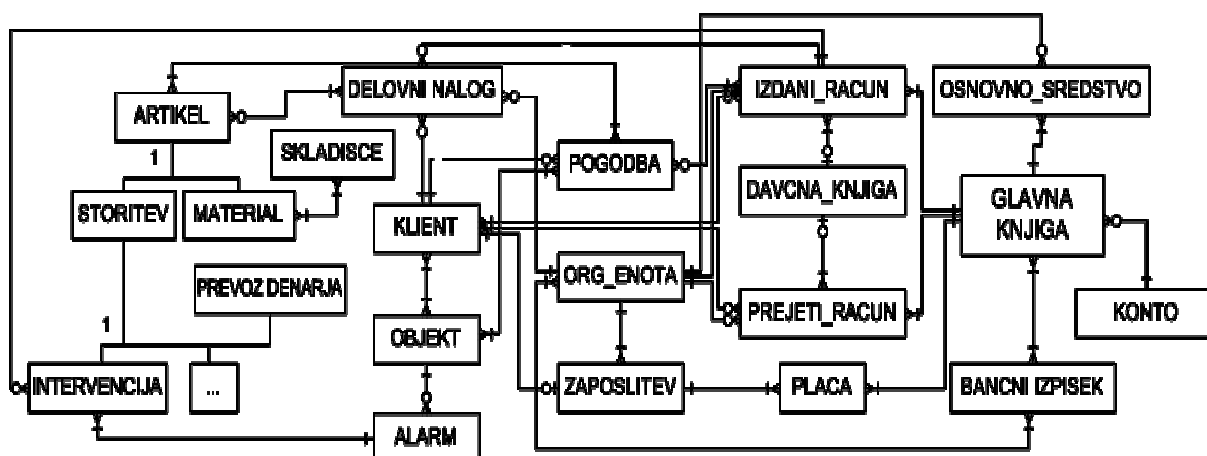 DELOVNI NALOG
IZDANI_RACUN
OSNOVNO_SREDSTVO
ARTIKEL
1
SKLADISCE
POGODBA
DAVCNA_KNJIGA
STORITEV
MATERIAL
KLIENT
GLAVNA
KNJIGA
PREVOZ DENARJA
ORG_ENOTA
PREJETI_RACUN
KONTO
1
OBJEKT
INTERVENCIJA
...
ZAPOSLITEV
PLACA
BANCNI IZPISEK
ALARM